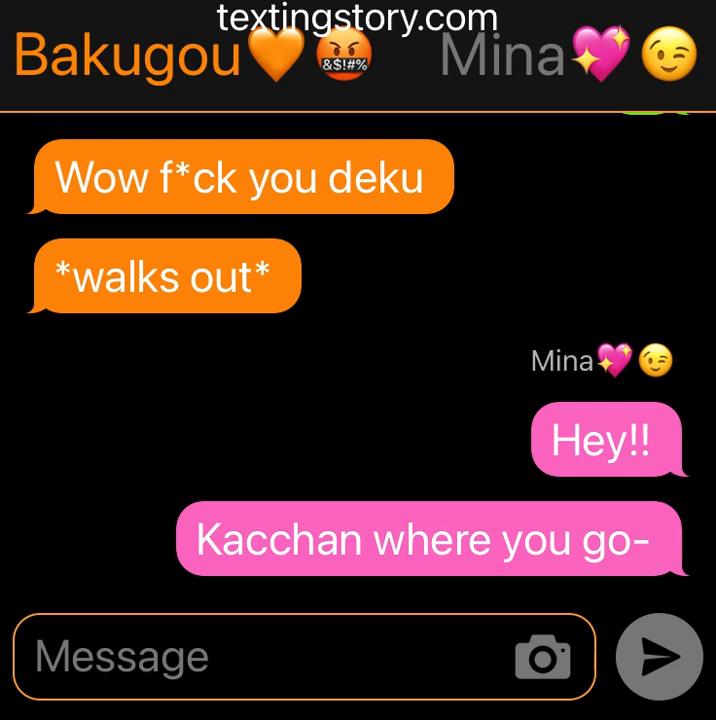 textingstory.com
Bakugou🧡🤬 Mina💖😉
Wow f*ck you deku
*walks out*
Mina💖😉
Hey!!
Kacchan where you go-
Message